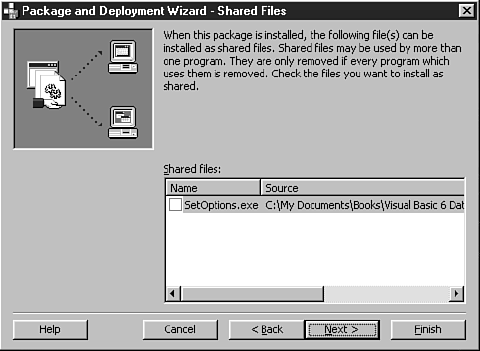 Package and Deployment Wizard - Shared Files
When this package is installed, the following file(s) can be
installed as shared files. Shared files may be used by more than
one program. They are only removed if every program which
uses them is removed. Check the files you want to install as
shared.
Shared files:
Name Source
SetOptions.exe C:\My Documents\Books\Visual Basic 6 Dat
Help Cancel < Back Next > Finish